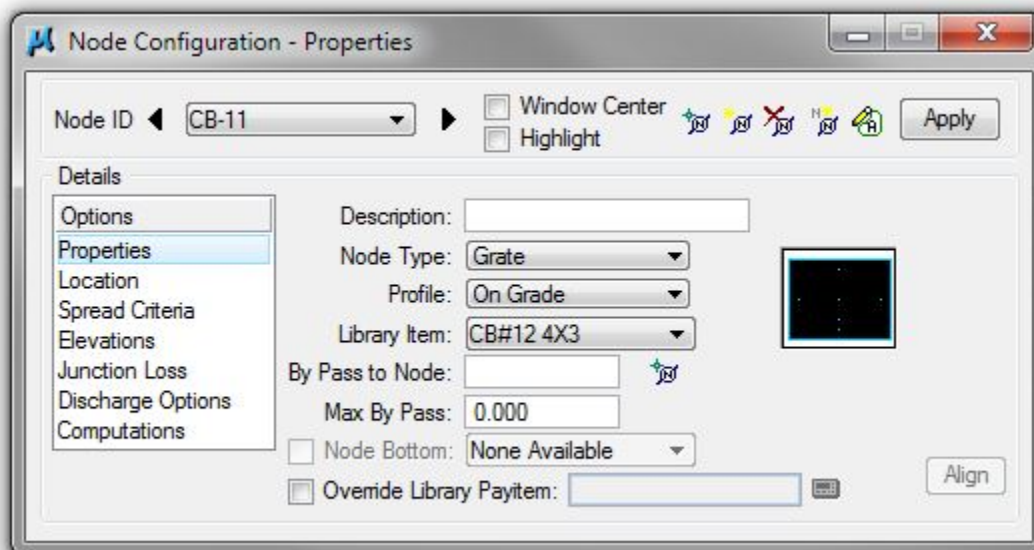 Node Configuration - Properties
Node ID CB-11 Window Center Apply
Highlight
Details
Options
Properties
Location
Spread Criteria
Elevations
Junction Loss
Discharge Options
Computations
Description:
Node Type: Grate
Profile: On Grade
Library Item: CB#12 4X3
By Pass to Node:
Max By Pass: 0.000
Node Bottom: None Available
Override Library Payitem:
Align